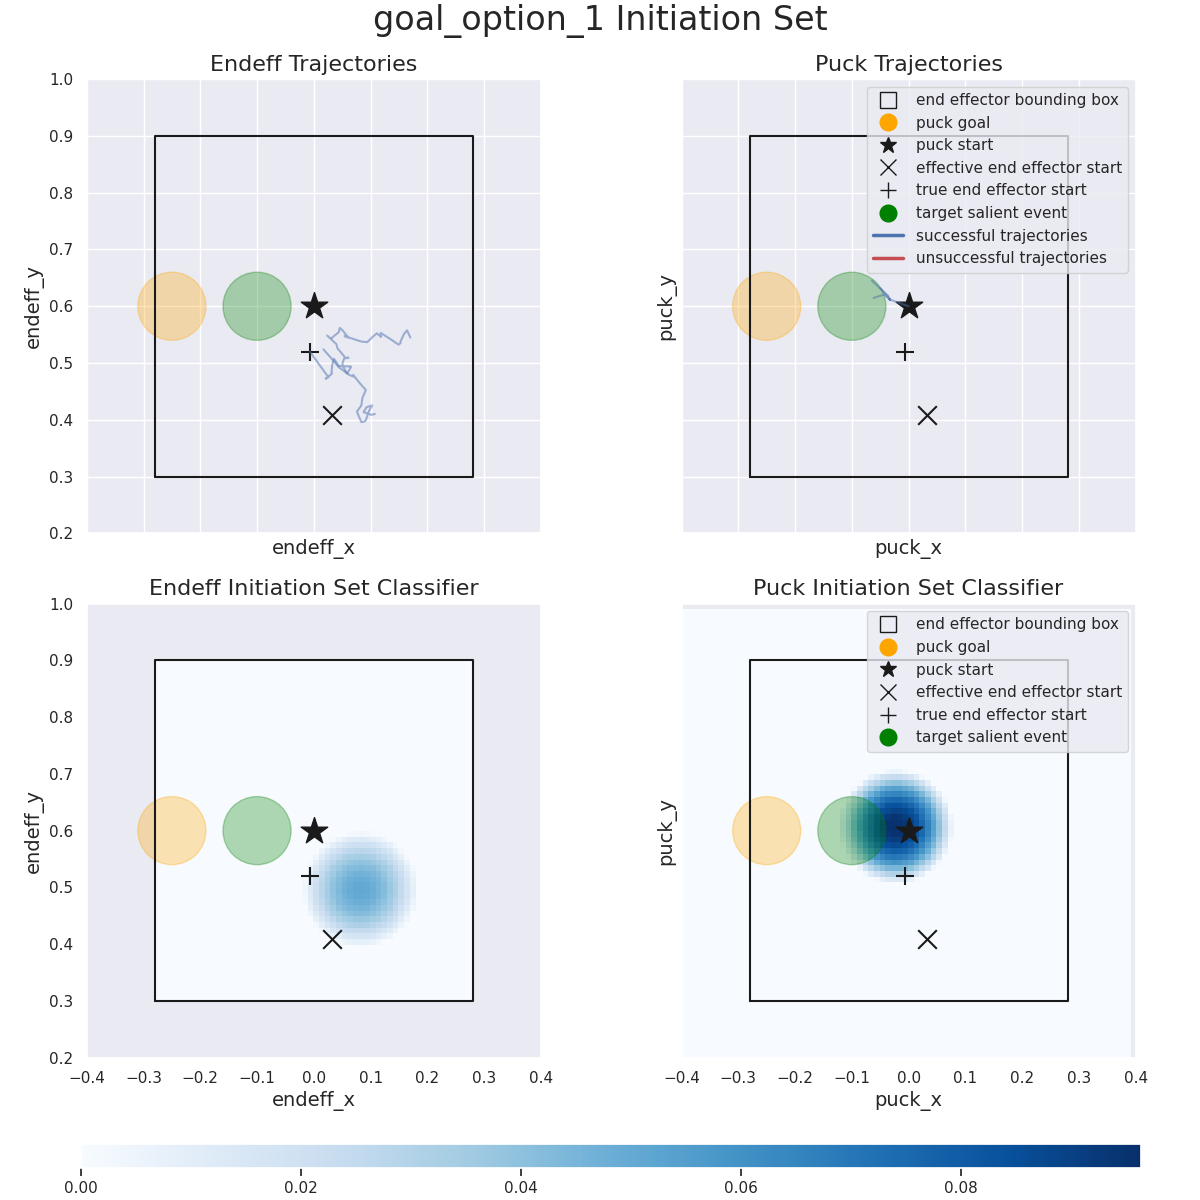 goal_option_1 Initiation Set
Endeff Trajectories
1.0
0.9
0.8
0.7
0.6
0.5
0.4
0.3
0.2
endeff_y
endeff_x
Puck Trajectories
end effector bounding box
puck goal
puck start
effective end effector start
true end effector start
target salient event
successful trajectories
unsuccessful trajectories
puck_y
puck_x
Endeff Initiation Set Classifier
1.0
0.9
0.8
0.7
0.6
0.5
0.4
0.3
0.2
endeff_y
−0.4 −0.3 −0.2 −0.1 0.0 0.1 0.2 0.3 0.4
endeff_x
Puck Initiation Set Classifier
end effector bounding box
puck goal
puck start
effective end effector start
true end effector start
target salient event
puck_y
−0.4 −0.3 −0.2 −0.1 0.0 0.1 0.2 0.3 0.4
puck_x
0.00 0.02 0.04 0.06 0.08